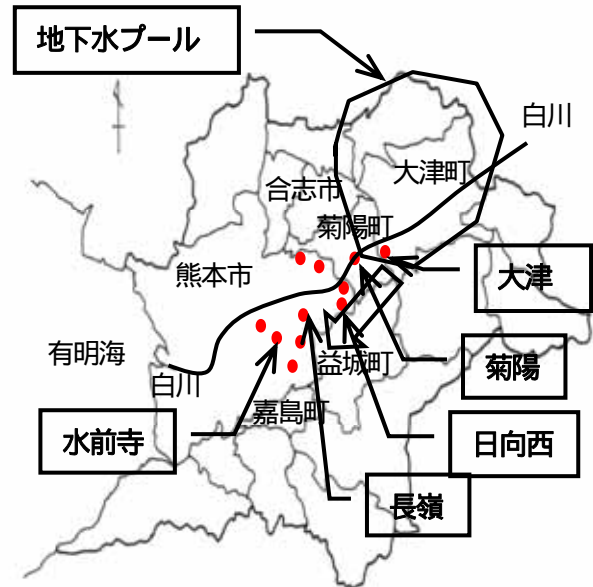 地下水プール
白川
大津町
合志市
菊陽町
熊本市
大津
有明海
益城町
菊陽
白川
嘉島町
水前寺
日向西
長嶺